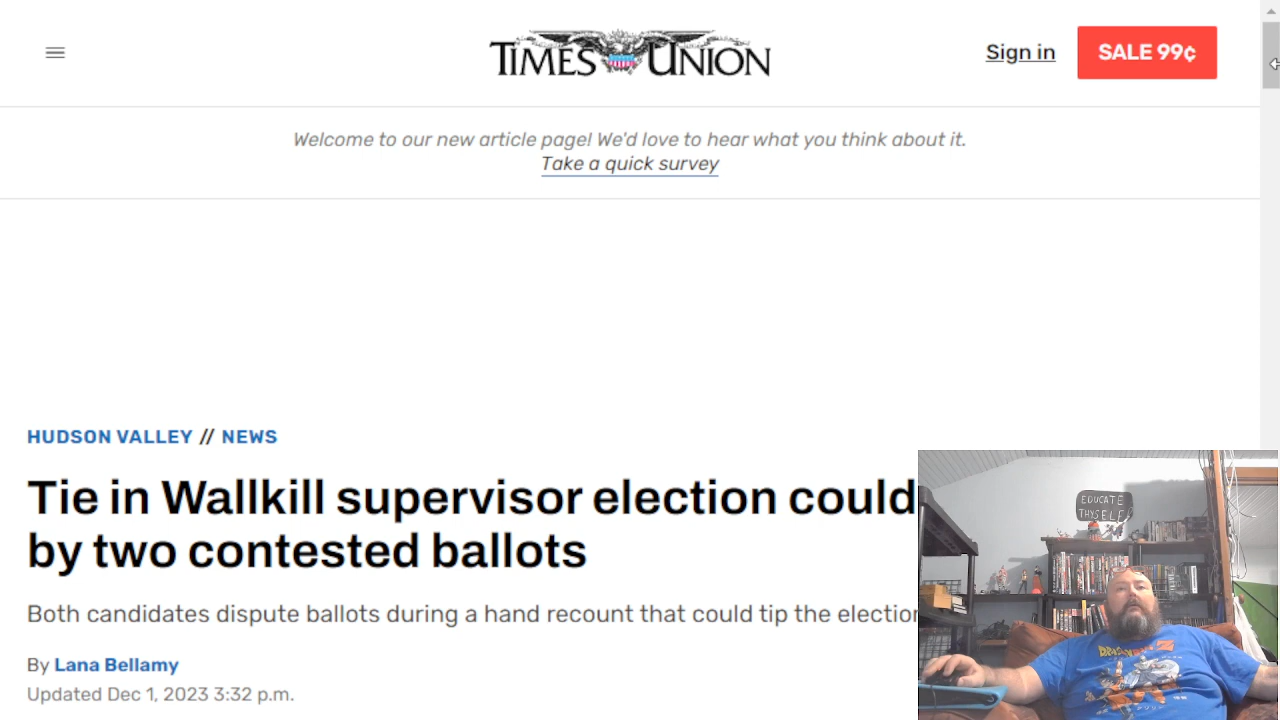 TIMES UNION
Sign in
SALE 99¢
Welcome to our new article page! We'd love to hear what you think about it.
Take a quick survey
HUDSON VALLEY // NEWS
Tie in Wallkill supervisor election could
by two contested ballots
Both candidates dispute ballots during a hand recount that could tip the election
By Lana Bellamy
Updated Dec 1, 2023 3:32 p.m.
EDUCATE
THYSELF